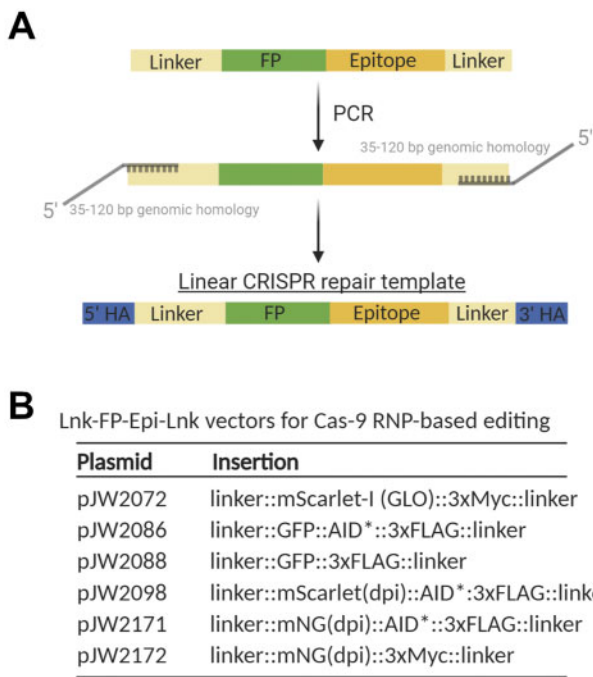 A
Linker FP Epitope Linker
PCR
35-120 bp genomic homology
5'
5'
35-120 bp genomic homology
Linear CRISPR repair template
5' HA Linker FP Epitope Linker 3' HA
B
Lnk-FP-Epi-Lnk vectors for Cas-9 RNP-based editing
Plasmid Insertion
pJW2072 linker::mScarlet-I (GLO)::3xMyc::linker
pJW2086 linker::GFP::AID*::3xFLAG::linker
pJW2088 linker::GFP::3xFLAG::linker
pJW2098 linker::mScarlet(dpi)::AID*:3xFLAG::linke
pJW2171 linker::mNG(dpi)::AID*::3xFLAG::linker
pJW2172 linker::mNG(dpi)::3xMyc::linker